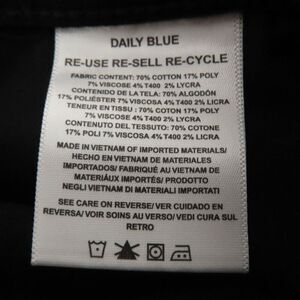 DAILY BLUE
RE-USE RE-SELL RE-CYCLE
FABRIC CONTENT: 70% COTTON 17% POLY
7% VISCOSE 4% T400 2% LYCRA
CONTENIDO DE LA TELA: 70% ALGODÓN
17% POLIÉSTER 7% VISCOSA 4% T400 2% LICRA
TENEUR EN TISSU : 70% COTON 17% POLY
7% VISCOSE 4% T400 2% LYCRA
CONTENUTO DEL TESSUTO: 70% COTONE
17% POLI 7% VISCOSA 4% T400 2% LICRA
MADE IN VIETNAM OF IMPORTED MATERIALS/
HECHO EN VIETNAM DE MATERIALES
IMPORTADOS/ FABRIQUÉ AU VIETNAM DE
MATERIÁUX IMPORTÉS/ PRODOTTO
NEGLI VIETNAM DI MATERIALI IMPORTATI
SEE CARE ON REVERSE/ VER CUIDADO EN
REVERSA/ VOIR SOINS AU VERSO/ VEDI CURA SUL
RETRO